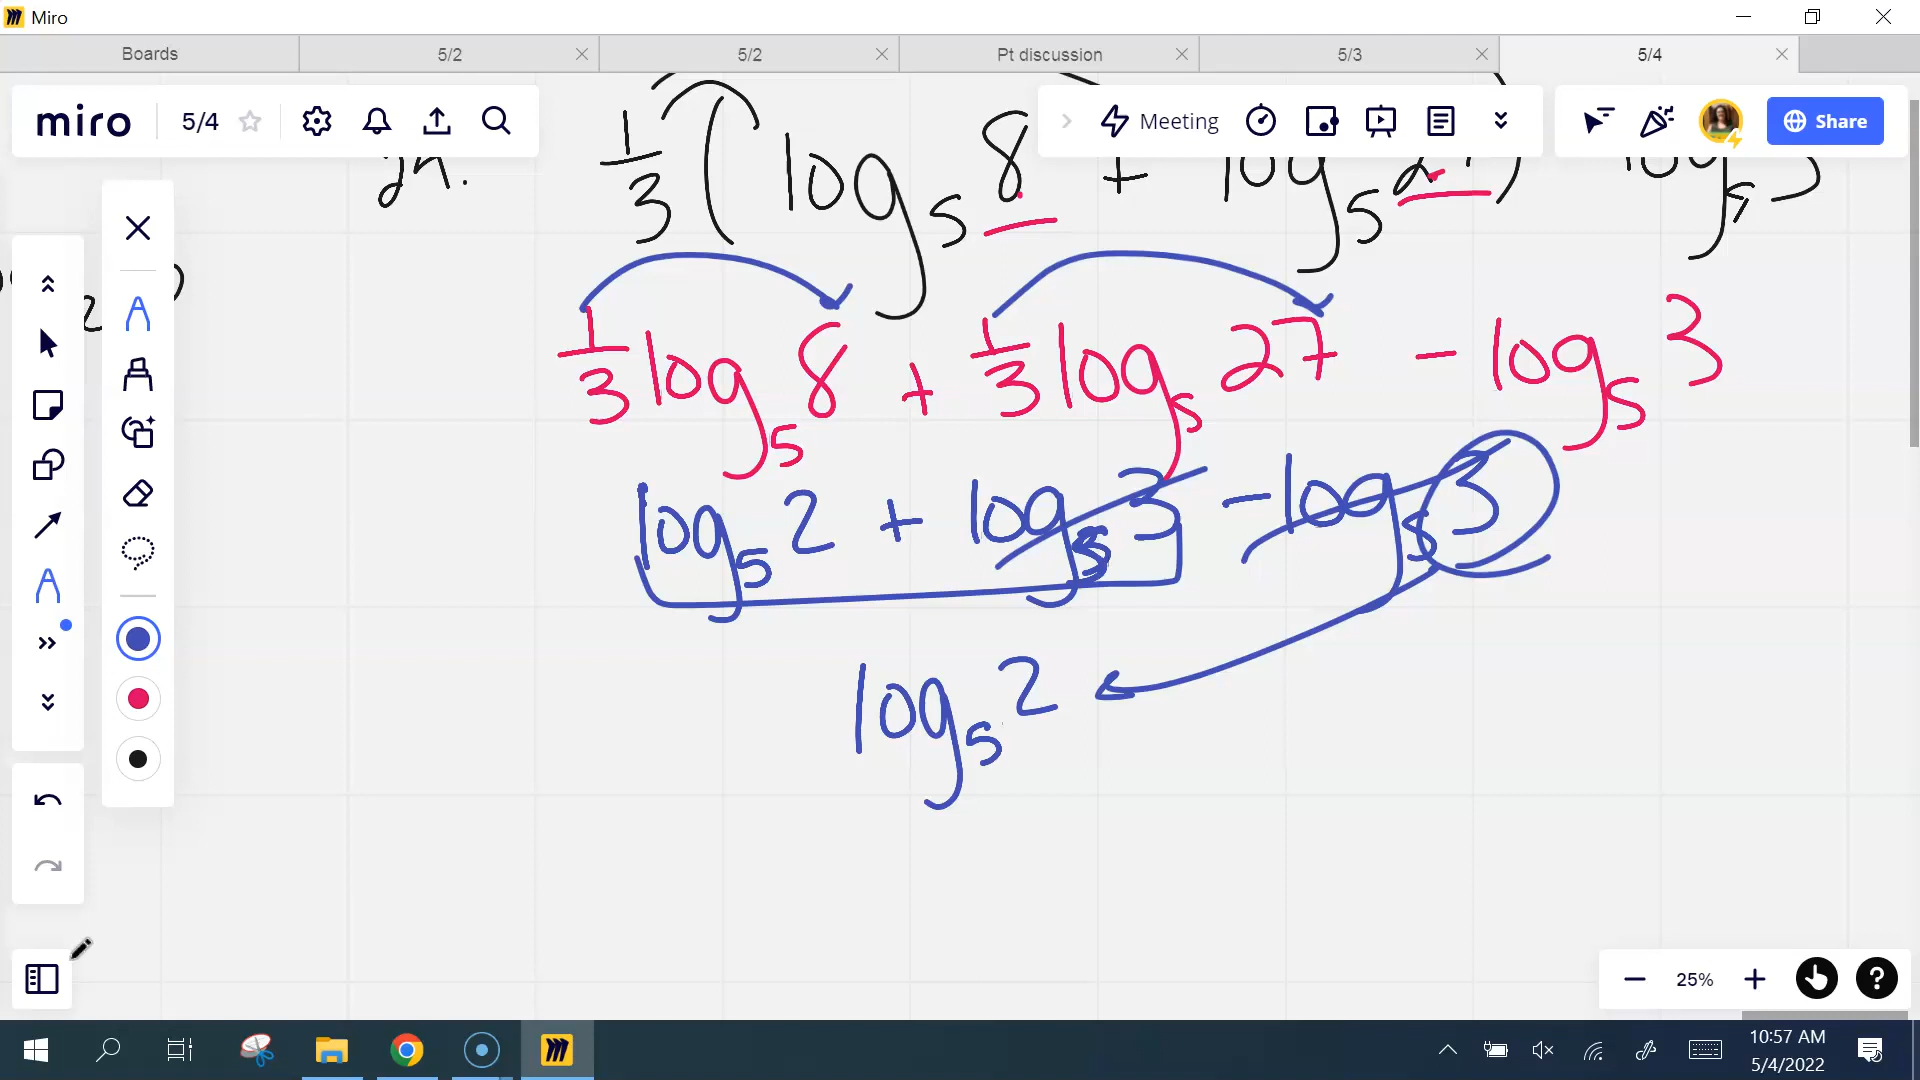 Miro
Boards 5/2 5/2 Pt discussion 5/3 5/4
miro 5/4 Meeting Share
1/3 ( log₅ 8 + log₅ 27) log₅ 3
1/3 log₅ 8 + 1/3 log₅ 27 - log₅ 3
log₅ 2 + log₅ 3 - log₅ 3
log₅ 2
25%
10:57 AM
5/4/2022